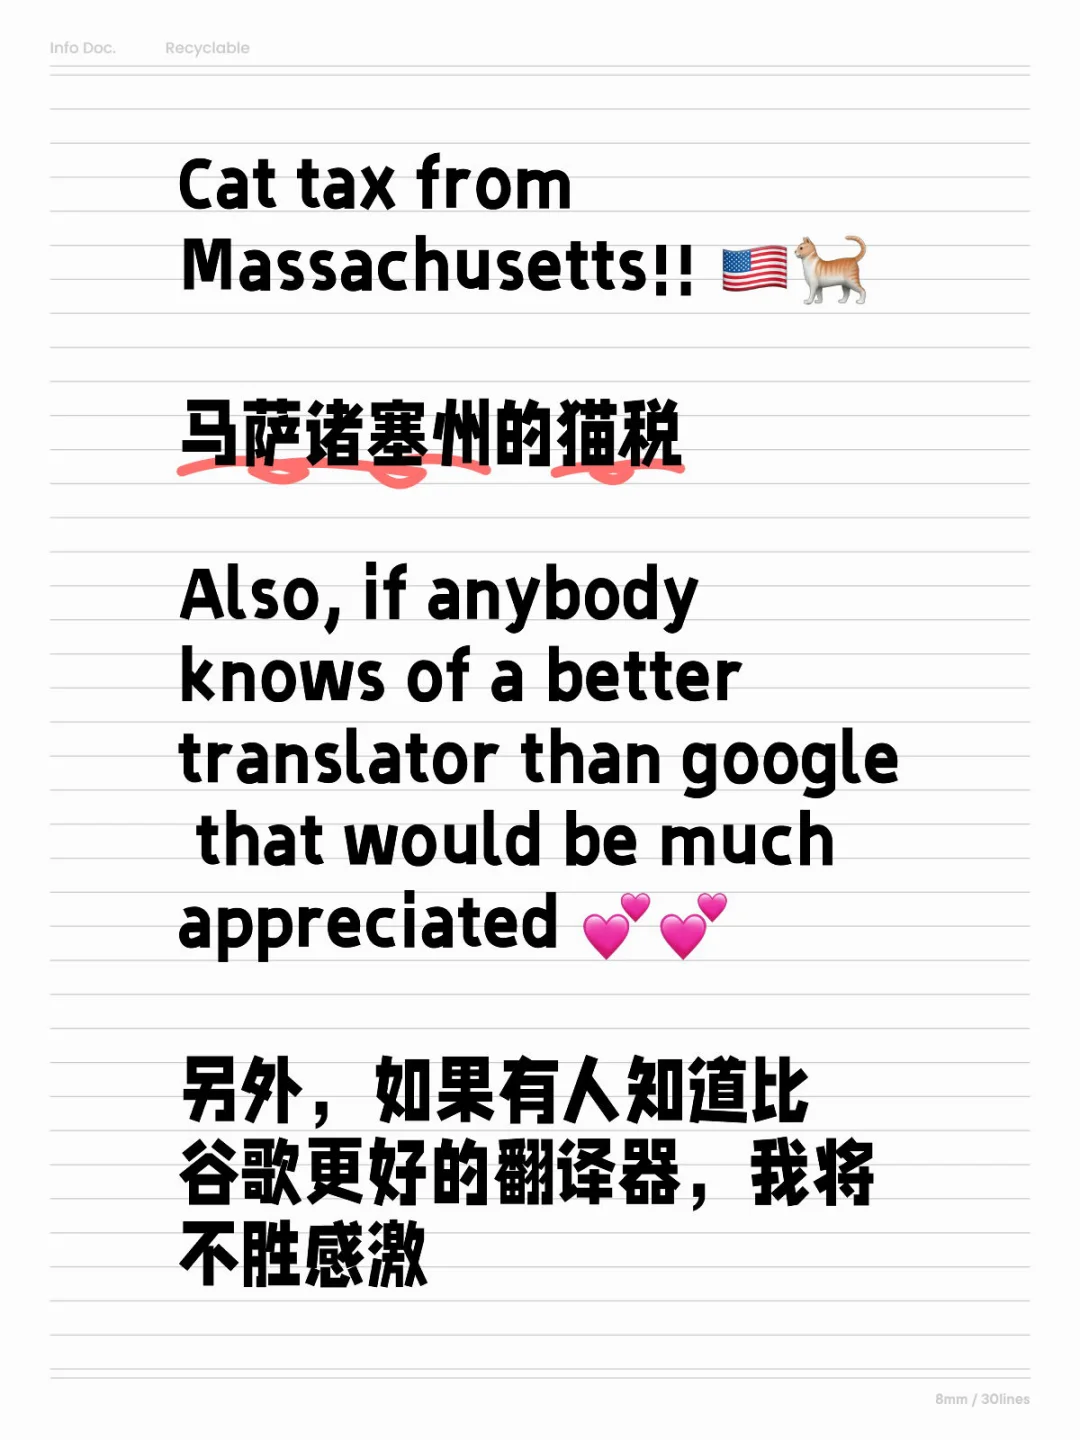 Info Doc. Recyclable
Cat tax from
Massachusetts!! 🇺🇸🐈
马萨诸塞州的猫税
Also, if anybody
knows of a better
translator than google
that would be much
appreciated 💕💕
另外，如果有人知道比
谷歌更好的翻译器，我将
不胜感激
8mm / 30lines